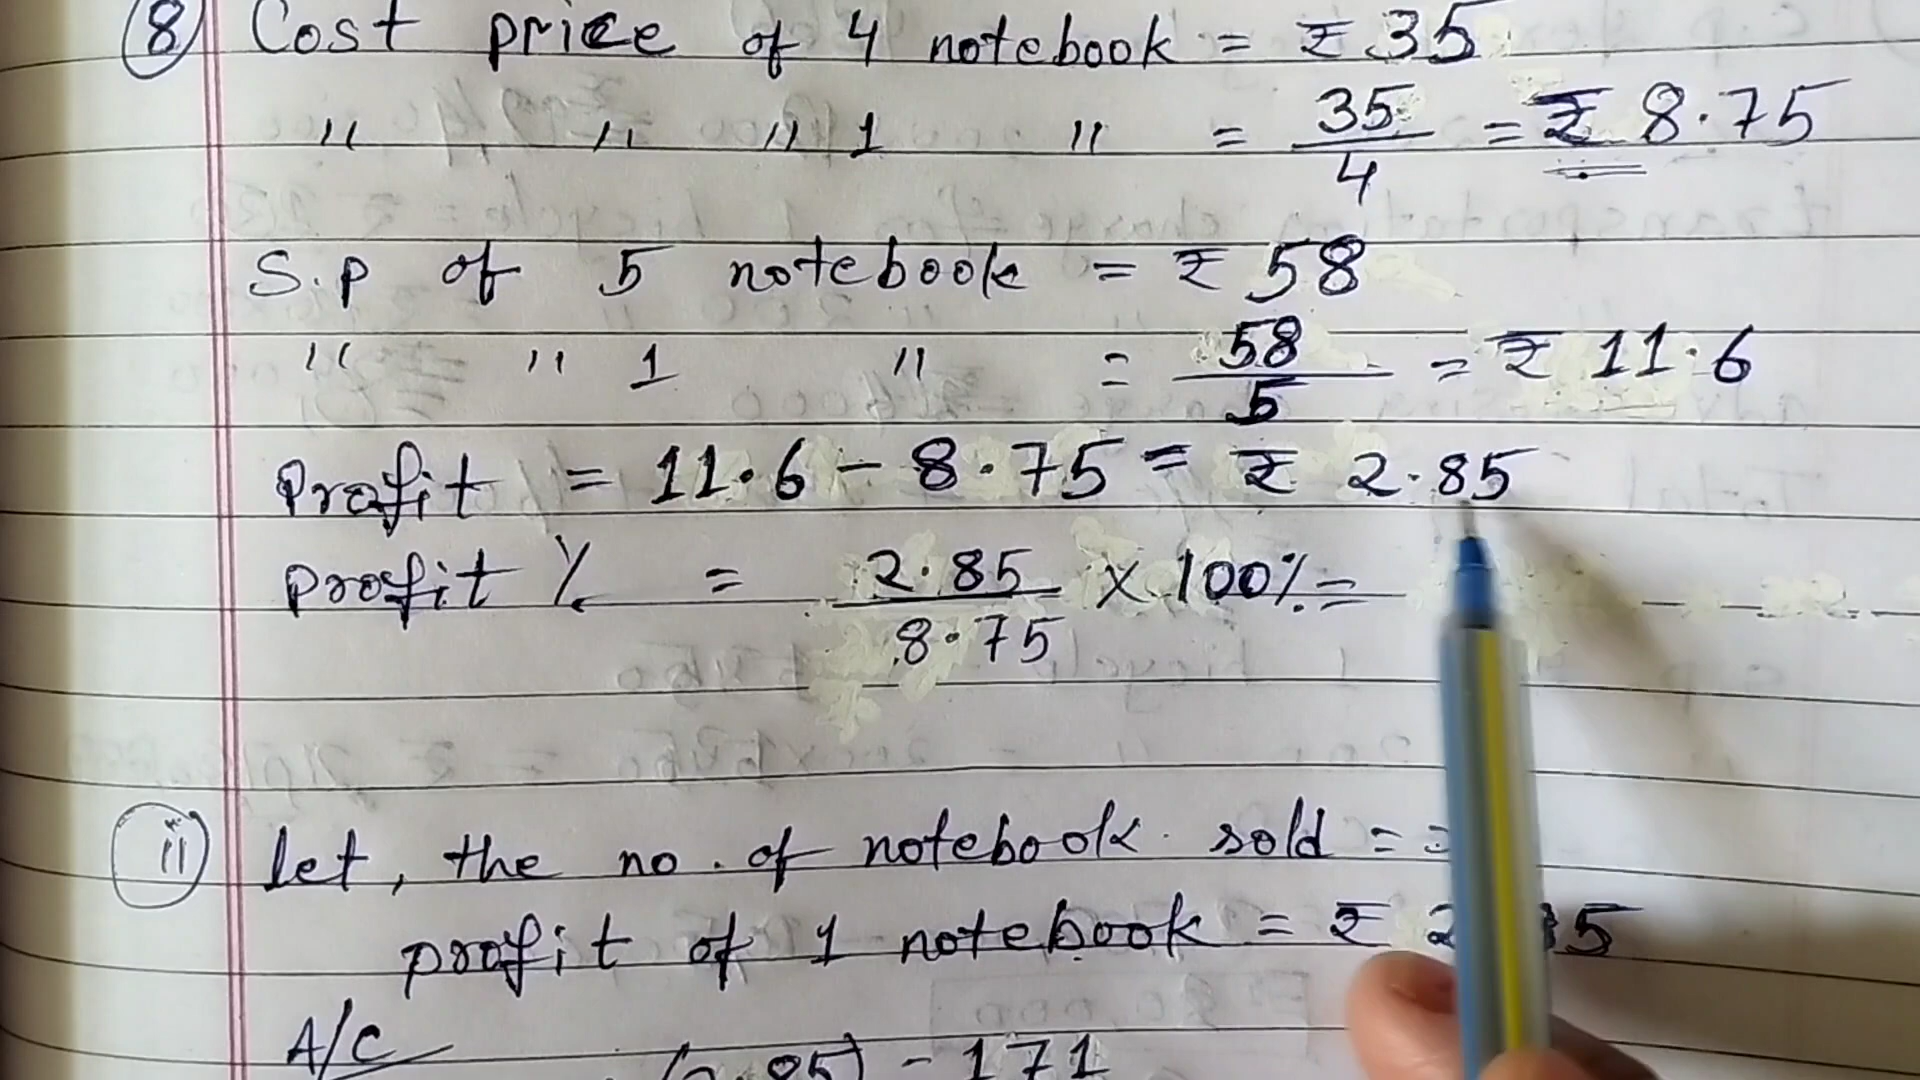 8 Cost price of 4 notebook = ₹ 35
" " " 1 " = 35/4 = ₹ 8.75
S.p of 5 notebook = ₹ 58
" " 1 " = 58/5 = ₹ 11.6
Profit = 11.6 - 8.75 = ₹ 2.85
Profit % = 2.85/8.75 × 100% =
ii let, the no. of notebook sold =
profit of 1 notebook = ₹
A/C
= 171